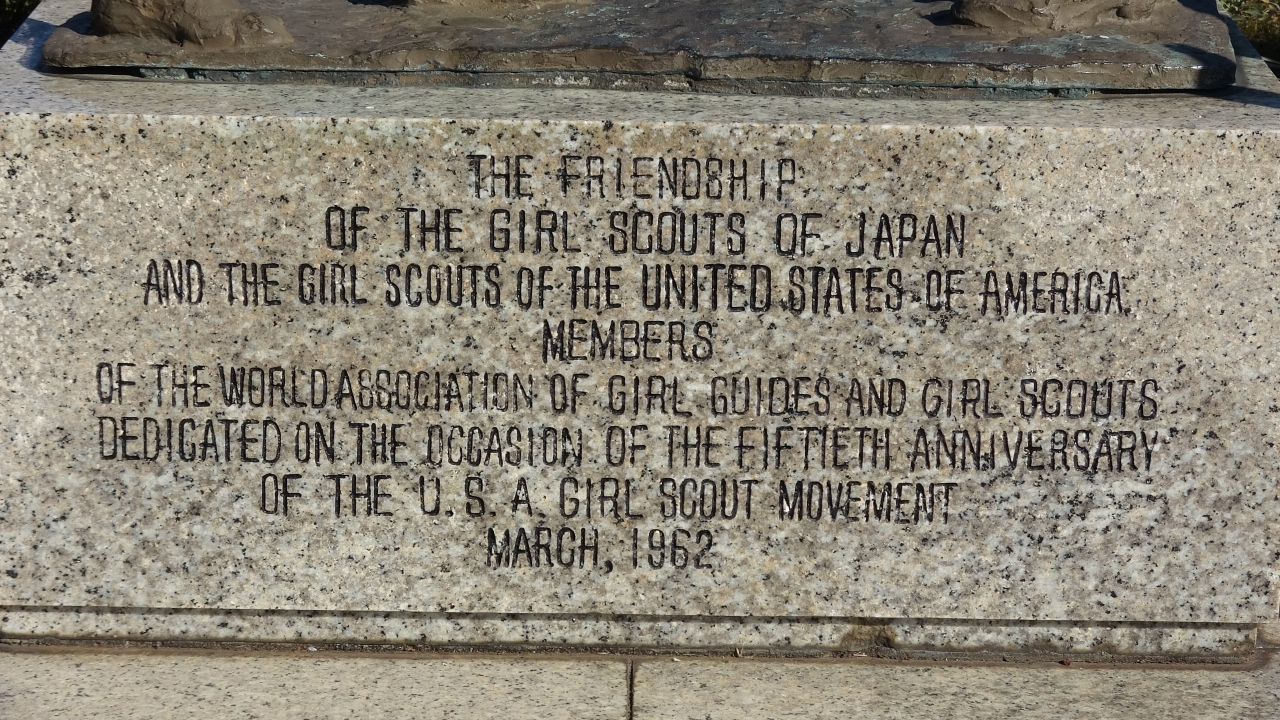 THE FRIENDSHIP
OF THE GIRL SCOUTS OF JAPAN
AND THE GIRL SCOUTS OF THE UNITED STATES OF AMERICA.
MEMBERS
OF THE WORLD ASSOCIATION OF GIRL GUIDES AND GIRL SCOUTS
DEDICATED ON THE OCCASION OF THE FIFTIETH ANNIVERSARY
OF THE U.S.A. GIRL SCOUT MOVEMENT
MARCH, 1962